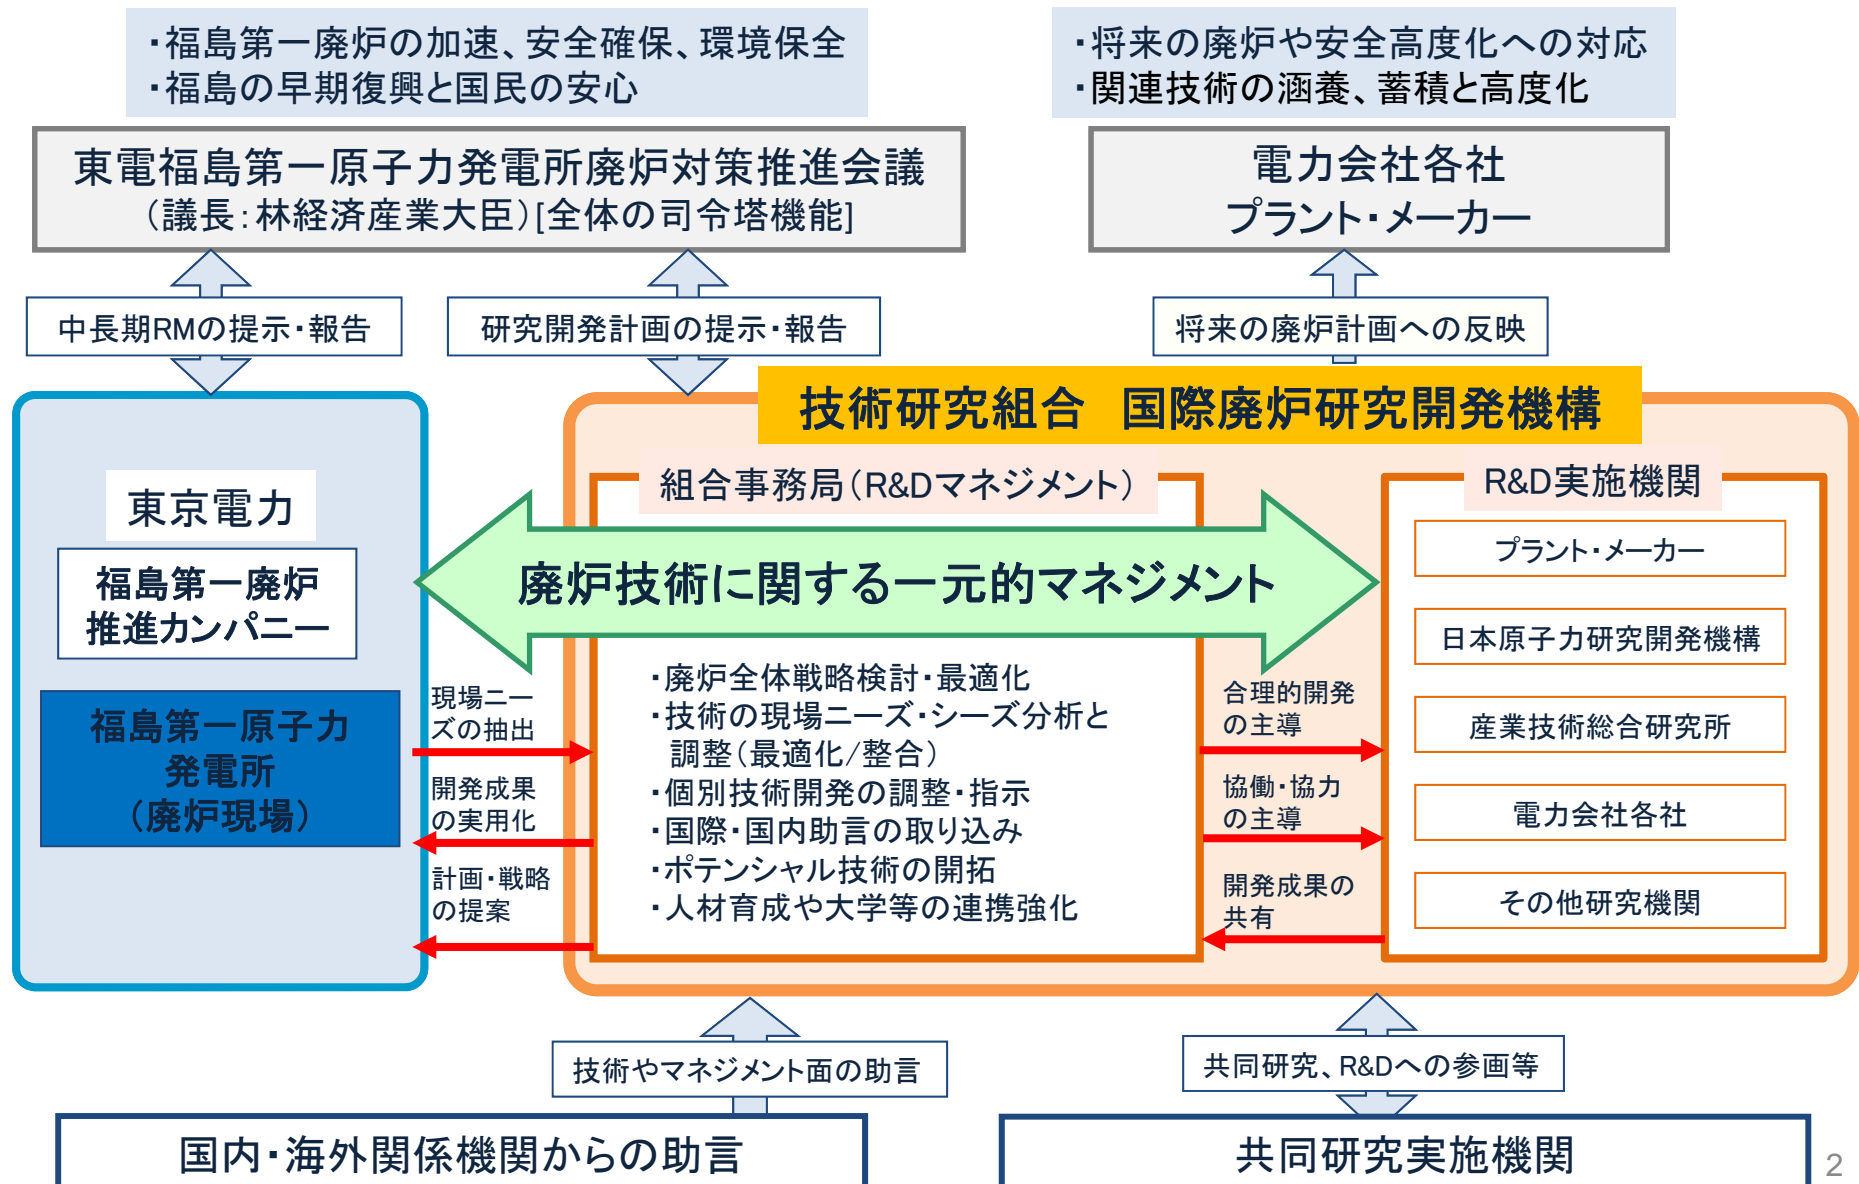 ・福島第一廃炉の加速、安全確保、環境保全
・福島の早期復興と国民の安心
・将来の廃炉や安全高度化への対応
・関連技術の涵養、蓄積と高度化
東電福島第一原子力発電所廃炉対策推進会議
（議長：林経済産業大臣）[全体の司令塔機能]
電力会社各社
プラント・メーカー
中長期RMの提示・報告
研究開発計画の提示・報告
将来の廃炉計画への反映
技術研究組合　国際廃炉研究開発機構
東京電力
福島第一廃炉
推進カンパニー
福島第一原子力
発電所
（廃炉現場）
組合事務局（R&Dマネジメント）
R&D実施機関
廃炉技術に関する一元的マネジメント
現場ニー
ズの抽出
開発成果
の実用化
計画・戦略
の提案
・廃炉全体戦略検討・最適化
・技術の現場ニーズ・シーズ分析と
調整（最適化/整合）
・個別技術開発の調整・指示
・国際・国内助言の取り込み
・ポテンシャル技術の開拓
・人材育成や大学等の連携強化
合理的開発
の主導
協働・協力
の主導
開発成果の
共有
プラント・メーカー
日本原子力研究開発機構
産業技術総合研究所
電力会社各社
その他研究機関
技術やマネジメント面の助言
共同研究、R&Dへの参画等
国内・海外関係機関からの助言
共同研究実施機関
2